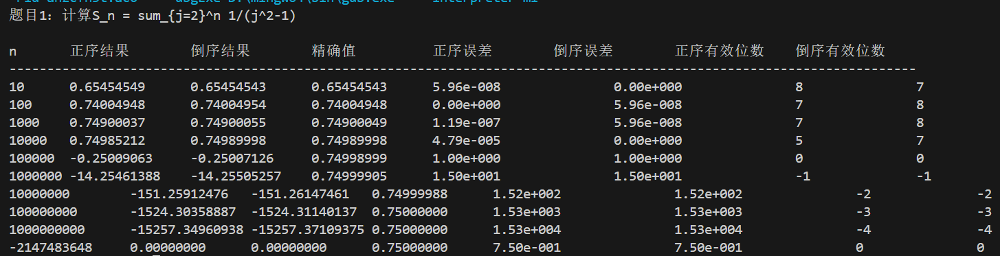 题目1：计算S_n = sum_{j=2}^n 1/(j^2-1)
n 正序结果 倒序结果 精确值 正序误差 倒序误差 正序有效位数 倒序有效位数
------------------------------------------------------------------------------------------------------------------------
10 0.65454549 0.65454543 0.65454543 5.96e-008 0.00e+000 8 7
100 0.74004948 0.74004954 0.74004948 0.00e+000 5.96e-008 7 8
1000 0.74900037 0.74900055 0.74900049 1.19e-007 5.96e-008 7 8
10000 0.74985212 0.74989998 0.74989998 4.79e-005 0.00e+000 5 7
100000 -0.25009063 -0.25007126 0.74998999 1.00e+000 1.00e+000 0 0
1000000 -14.25461388 -14.25505257 0.74999905 1.50e+001 1.50e+001 -1 -1
10000000 -151.25912476 -151.26147461 0.74999988 1.52e+002 1.52e+002 -2 -2
100000000 -1524.30358887 -1524.31140137 0.75000000 1.53e+003 1.53e+003 -3 -3
1000000000 -15257.34960938 -15257.37109375 0.75000000 1.53e+004 1.53e+004 -4 -4
-2147483648 0.00000000 0.00000000 0.75000000 7.50e-001 7.50e-001 0 0